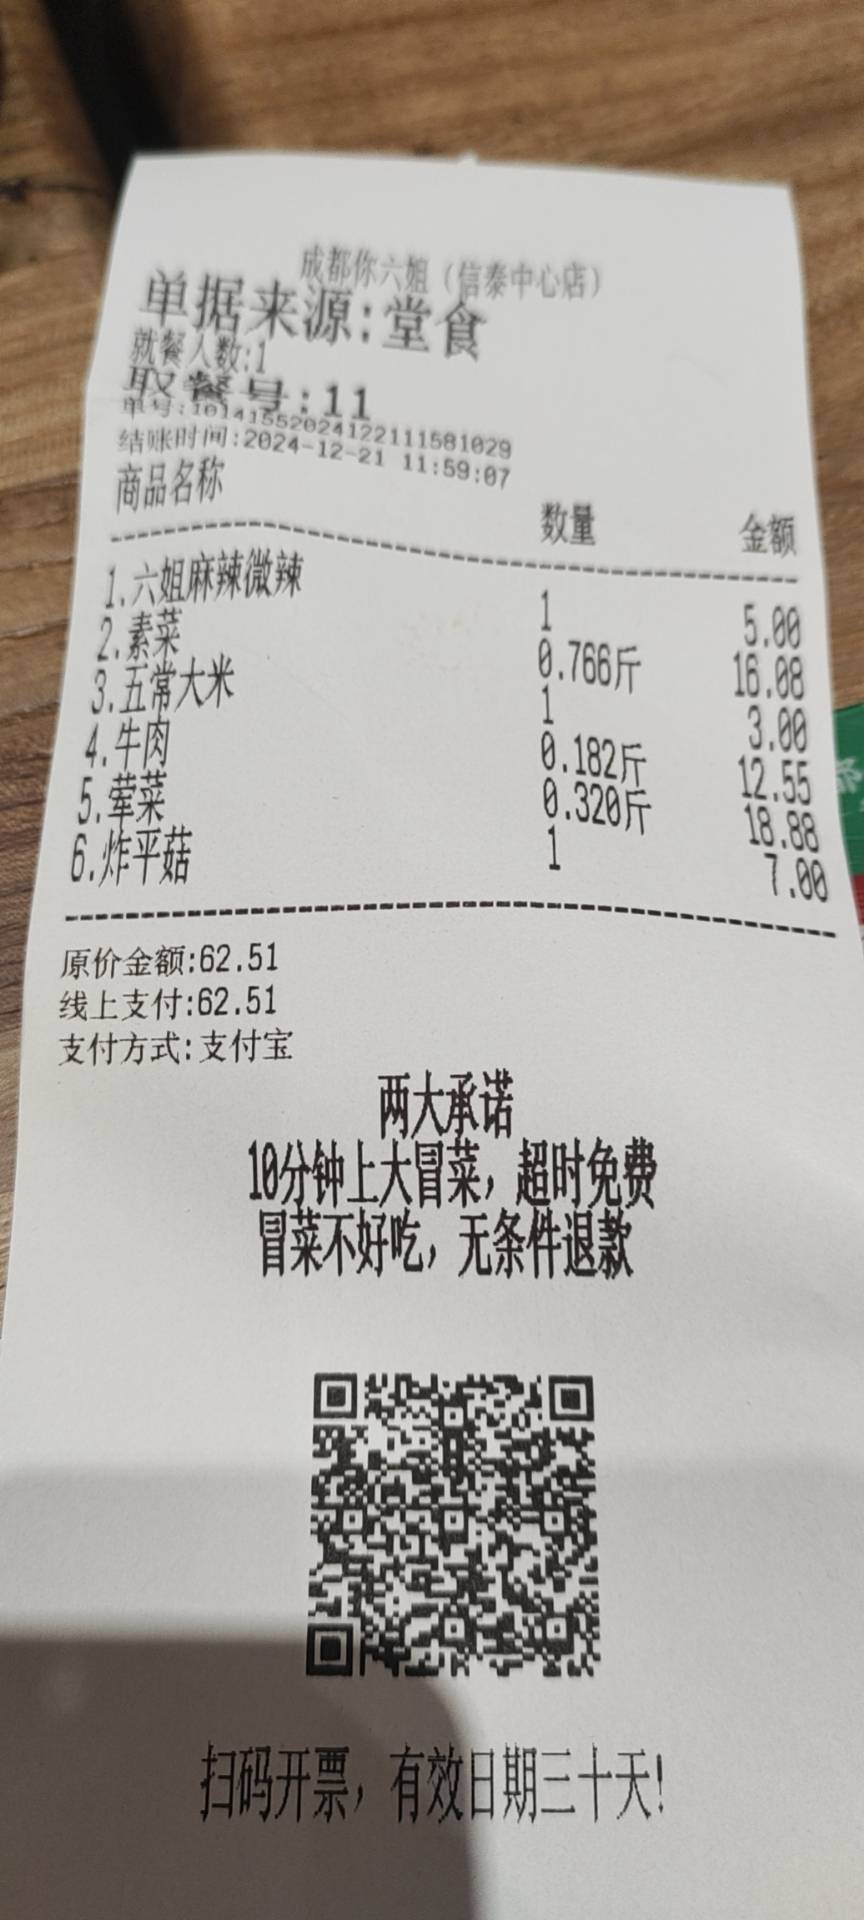 成都你六姐（信泰中心店）
单据来源:堂食
就餐人数:1
取餐号:11
单号:10141552024122111581029
结账时间:2024-12-21 11:59:07
商品名称 数量 金额
1.六姐麻辣微辣 1 5.00
2.素菜 0.766斤 16.08
3.五常大米 1 3.00
4.牛肉 0.182斤 12.55
5.荤菜 0.320斤 18.88
6.炸平菇 1 7.00
原价金额:62.51
线上支付:62.51
支付方式:支付宝
两大承诺
10分钟上大冒菜，超时免费
冒菜不好吃，无条件退款
扫码开票，有效日期三十天!